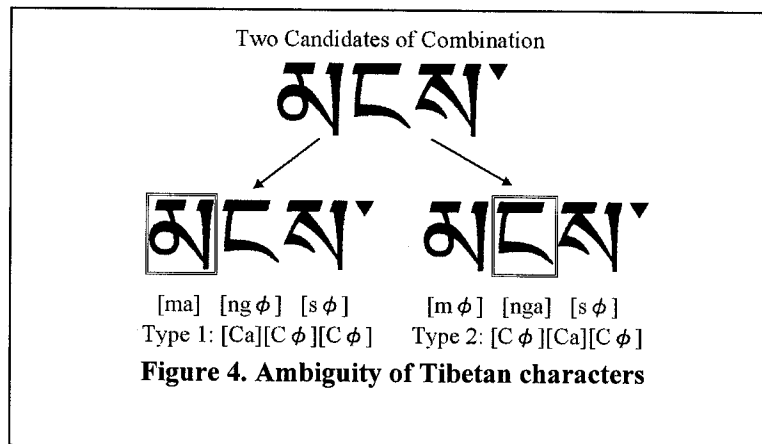 Two Candidates of Combination
མངས་
མངས་ མངས་
[ma] [ngϕ] [sϕ] [mϕ] [nga] [sϕ]
Type 1: [Ca][Cϕ][Cϕ] Type 2: [Cϕ][Ca][Cϕ]
Figure 4. Ambiguity of Tibetan characters